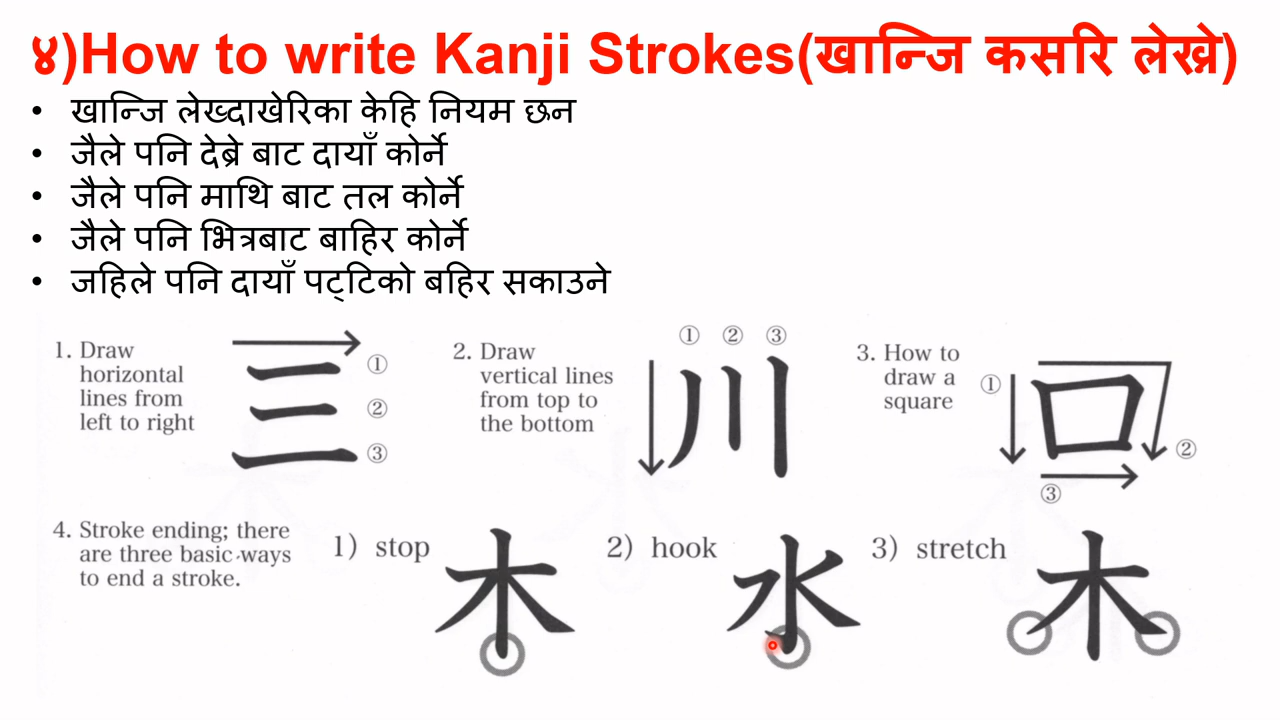 ४)How to write Kanji Strokes(खान्जि कसरि लेख्ने)
• खान्जि लेख्दाखेरिका केहि नियम छन
• जैले पनि देब्रे बाट दायाँ कोर्ने
• जैले पनि माथि बाट तल कोर्ने
• जैले पनि भित्रबाट बाहिर कोर्ने
• जहिले पनि दायाँ पट्टिको बहिर सकाउने
1. Draw
horizontal
lines from
left to right
三
①
②
③
2. Draw
vertical lines
from top to
the bottom
① ② ③
川
3. How to
draw a
square
①
口
②
③
4. Stroke ending; there
are three basic ways
to end a stroke.
1) stop
木
2) hook
水
3) stretch
木